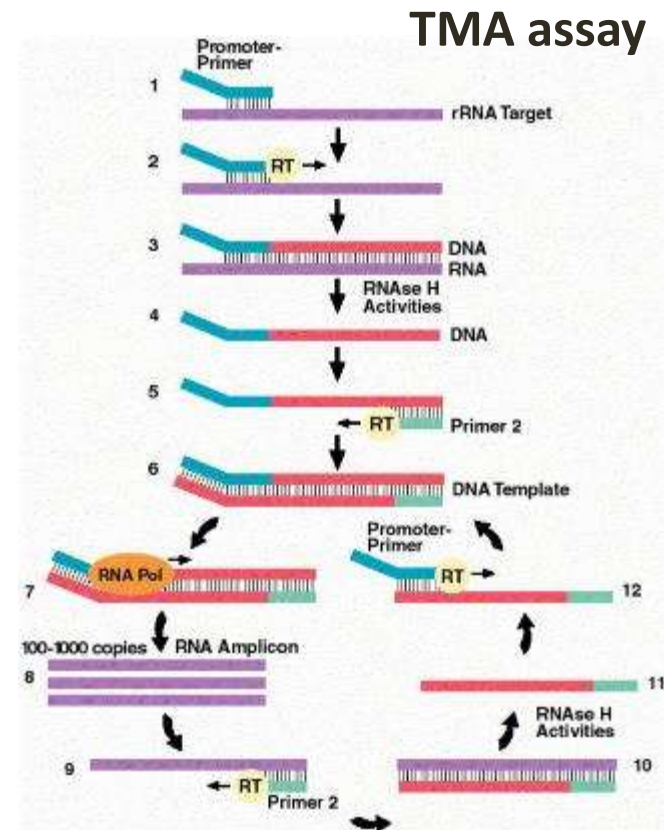 TMA assay
Promoter-
Primer
1
rRNA Target
2
RT
3
DNA
RNA
RNAse H
Activities
4
DNA
5
RT
Primer 2
6
DNA Template
Promoter-
Primer
RNA Pol
7
RT
12
100-1000 copies
RNA Amplicon
8
11
RNAse H
Activities
9
RT
Primer 2
10